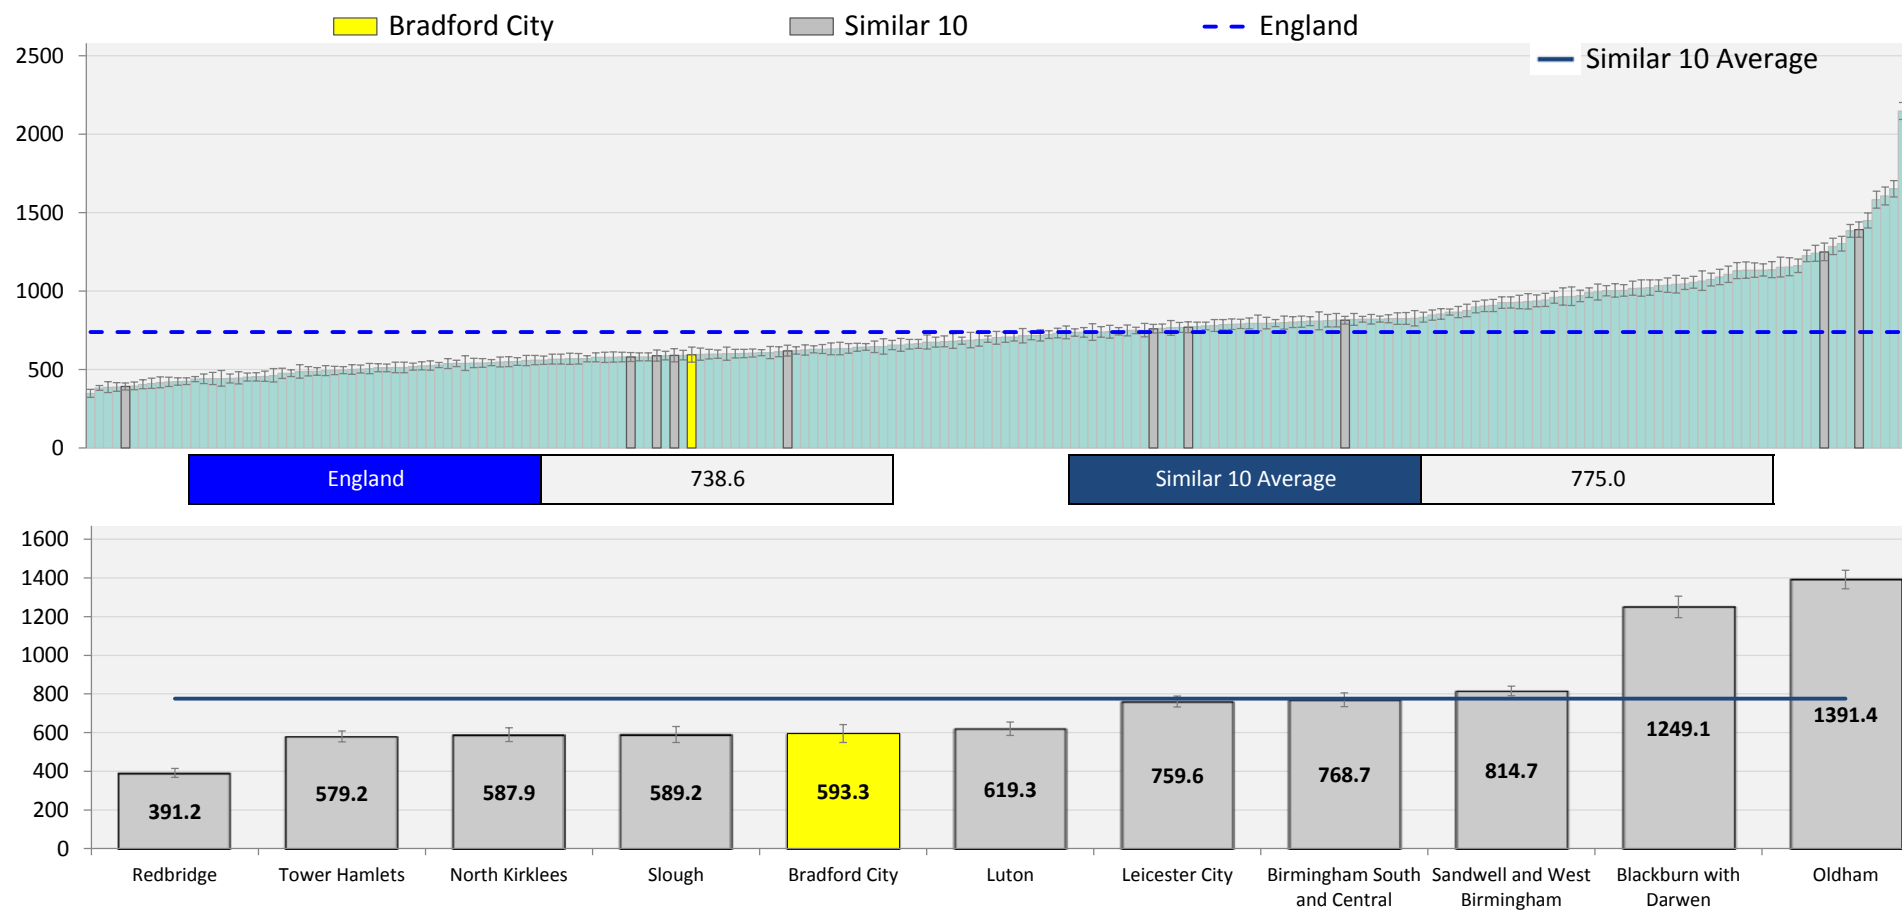 Bradford City
Similar 10
England
Similar 10 Average
2500
2000
1500
1000
500
0
England 738.6
Similar 10 Average 775.0
1600
1400
1200
1000
800
600
400
200
0
391.2
579.2
587.9
589.2
593.3
619.3
759.6
768.7
814.7
1249.1
1391.4
Redbridge
Tower Hamlets
North Kirklees
Slough
Bradford City
Luton
Leicester City
Birmingham South
and Central
Sandwell and West
Birmingham
Blackburn with
Darwen
Oldham